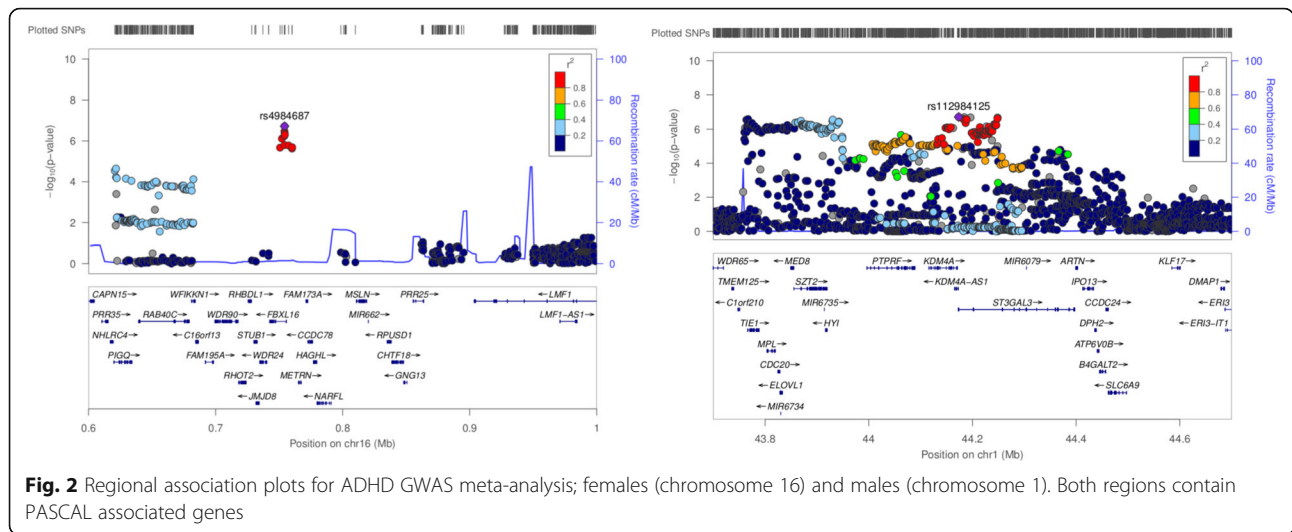 Plotted SNPs
10
8
6
4
2
0
−log10(p−value)
rs4984687
r2
0.8
0.6
0.4
0.2
100
80
60
40
20
0
Recombination rate (cM/Mb)
CAPN15→
WFIKKN1→
RHBDL1→
FAM173A→
MSLN→
PRR25→
←LMF1
PRR35→
RAB40C→
WDR90→
←FBXL16
MIR662→
←RPUSD1
LMF1−AS1→
NHLRC4→
←C16orf13
STUB1→
←CCDC78
PIGQ→
FAM195A→
←WDR24
HAGHL→
CHTF18→
RHOT2→
METRN→
←GNG13
←JMJD8
←NARFL
0.6
0.7
0.8
0.9
1
Position on chr16 (Mb)
Plotted SNPs
10
8
6
4
2
0
−log10(p−value)
rs112984125
r2
0.8
0.6
0.4
0.2
100
80
60
40
20
0
Recombination rate (cM/Mb)
WDR65→
←MED8
PTPRF→
KDM4A→
MIR6079→
ARTN→
KLF17→
TMEM125→
SZT2→
←KDM4A−AS1
IPO13→
DMAP1→
←C1orf210
MIR6735→
ST3GAL3→
CCDC24→
←ERI3
TIE1→
←HYI
DPH2→
ERI3−IT1→
MPL→
ATP6V0B→
CDC20→
B4GALT2→
←ELOVL1
←SLC6A9
←MIR6734
43.8
44
44.2
44.4
44.6
Position on chr1 (Mb)
Fig. 2 Regional association plots for ADHD GWAS meta-analysis; females (chromosome 16) and males (chromosome 1). Both regions contain
PASCAL associated genes